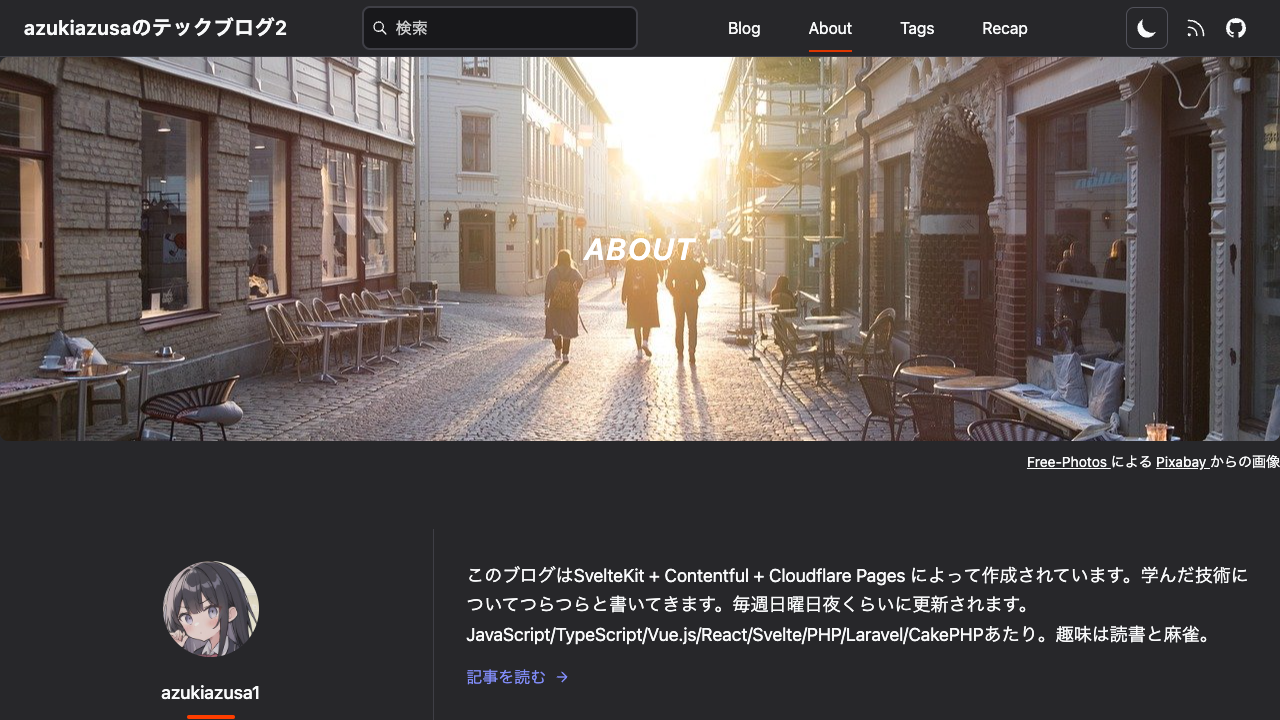 azukiazusaのテックブログ2
検索
Blog
About
Tags
Recap
ABOUT
Free-Photos による Pixabay からの画像
azukiazusa1
このブログはSvelteKit + Contentful + Cloudflare Pages によって作成されています。学んだ技術に
ついてつらつらと書いてきます。毎週日曜日夜くらいに更新されます。
JavaScript/TypeScript/Vue.js/React/Svelte/PHP/Laravel/CakePHPあたり。趣味は読書と麻雀。
記事を読む →